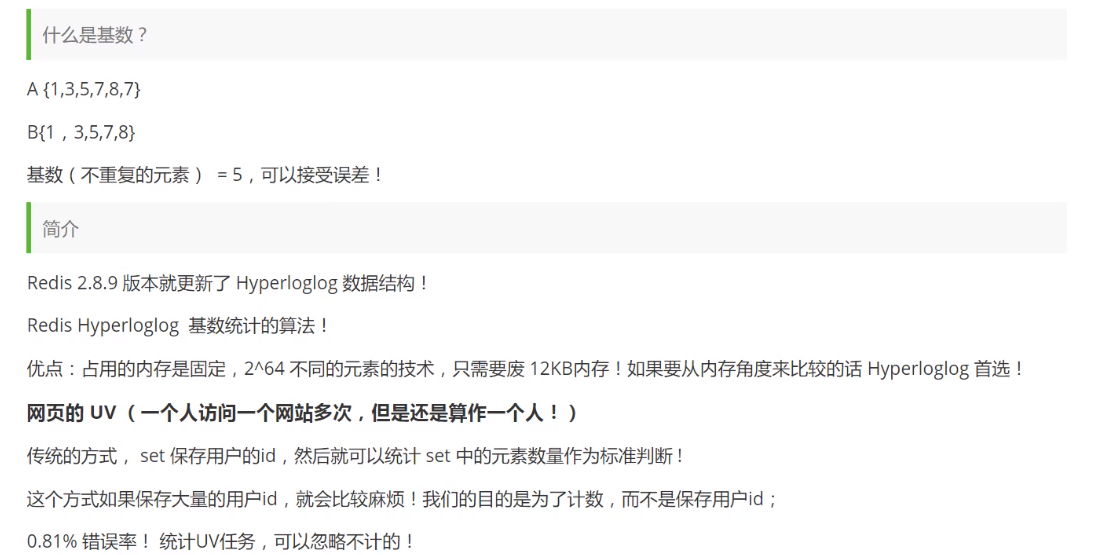 什么是基数？
A {1,3,5,7,8,7}
B{1，3,5,7,8}
基数（不重复的元素） = 5，可以接受误差！
简介
Redis 2.8.9 版本就更新了 Hyperloglog 数据结构！
Redis Hyperloglog 基数统计的算法！
优点：占用的内存是固定，2^64 不同的元素的技术，只需要废 12KB内存！如果要从内存角度来比较的话 Hyperloglog 首选！
网页的 UV （一个人访问一个网站多次，但是还是算作一个人！）
传统的方式， set 保存用户的id，然后就可以统计 set 中的元素数量作为标准判断 !
这个方式如果保存大量的用户id，就会比较麻烦！我们的目的是为了计数，而不是保存用户id；
0.81% 错误率！ 统计UV任务，可以忽略不计的！